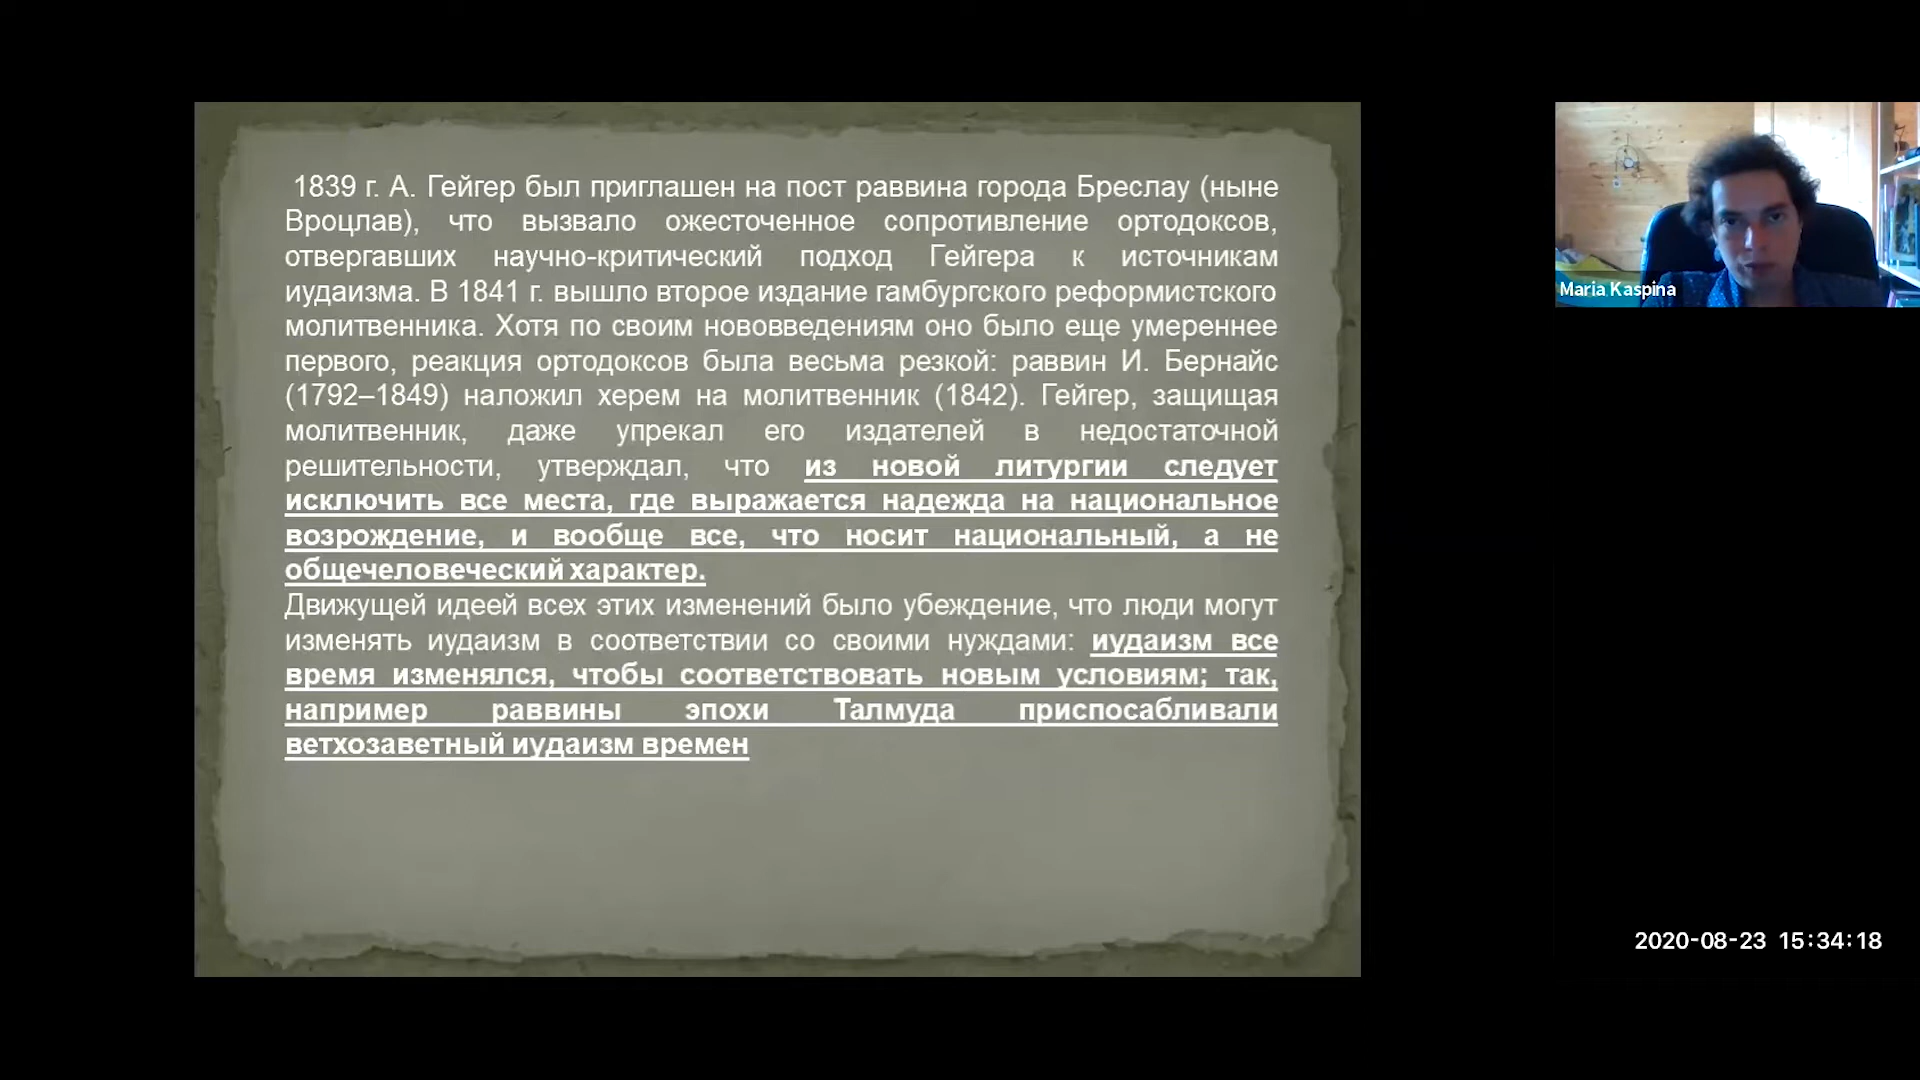 1839 г. А. Гейгер был приглашен на пост раввина города Бреслау (ныне
Вроцлав), что вызвало ожесточенное сопротивление ортодоксов,
отвергавших научно-критический подход Гейгера к источникам
иудаизма. В 1841 г. вышло второе издание гамбургского реформистского
молитвенника. Хотя по своим нововведениям оно было еще умереннее
первого, реакция ортодоксов была весьма резкой: раввин И. Бернайс
(1792–1849) наложил херем на молитвенник (1842). Гейгер, защищая
молитвенник, даже упрекал его издателей в недостаточной
решительности, утверждал, что из новой литургии следует
исключить все места, где выражается надежда на национальное
возрождение, и вообще все, что носит национальный, а не
общечеловеческий характер.
Движущей идеей всех этих изменений было убеждение, что люди могут
изменять иудаизм в соответствии со своими нуждами: иудаизм все
время изменялся, чтобы соответствовать новым условиям; так,
например раввины эпохи Талмуда приспосабливали
ветхозаветный иудаизм времен
Maria Kaspina
2020-08-23 15:34:18